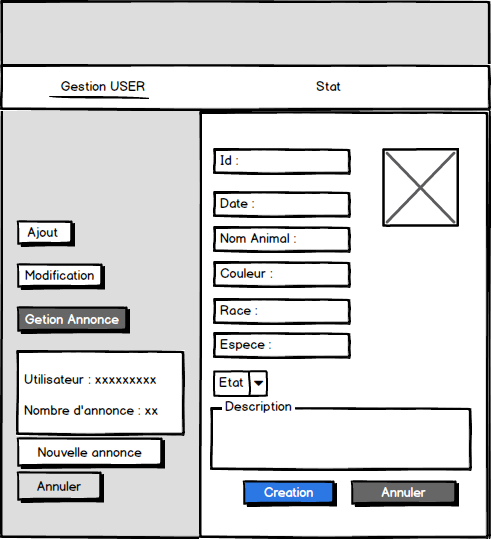 Gestion USER
Stat
Ajout
Modification
Getion Annonce
Utilisateur : xxxxxxxxx
Nombre d'annonce : xx
Nouvelle annonce
Annuler
Id :
Date :
Nom Animal :
Couleur :
Race :
Espece :
Etat
Description
Creation
Annuler